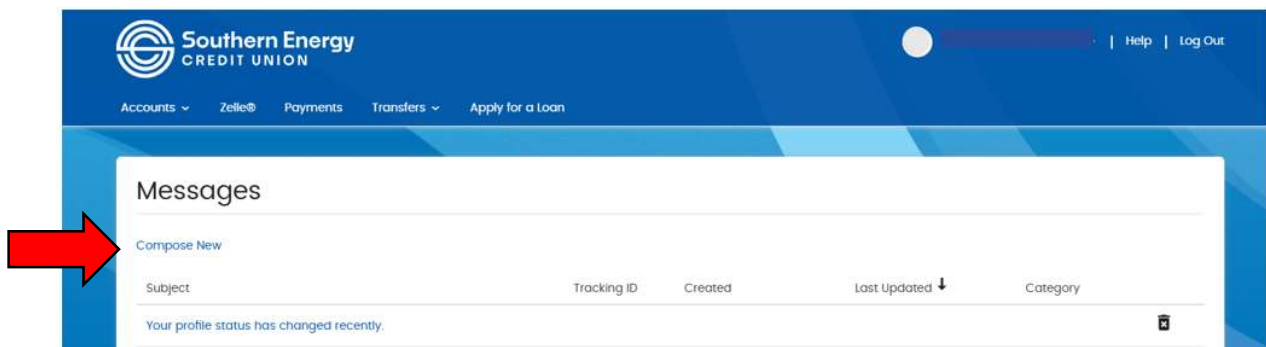 Southern Energy
CREDIT UNION
| Help | Log Out
Accounts Zelle® Payments Transfers Apply for a Loan
Messages
Compose New
Subject Tracking ID Created Last Updated Category
Your profile status has changed recently.